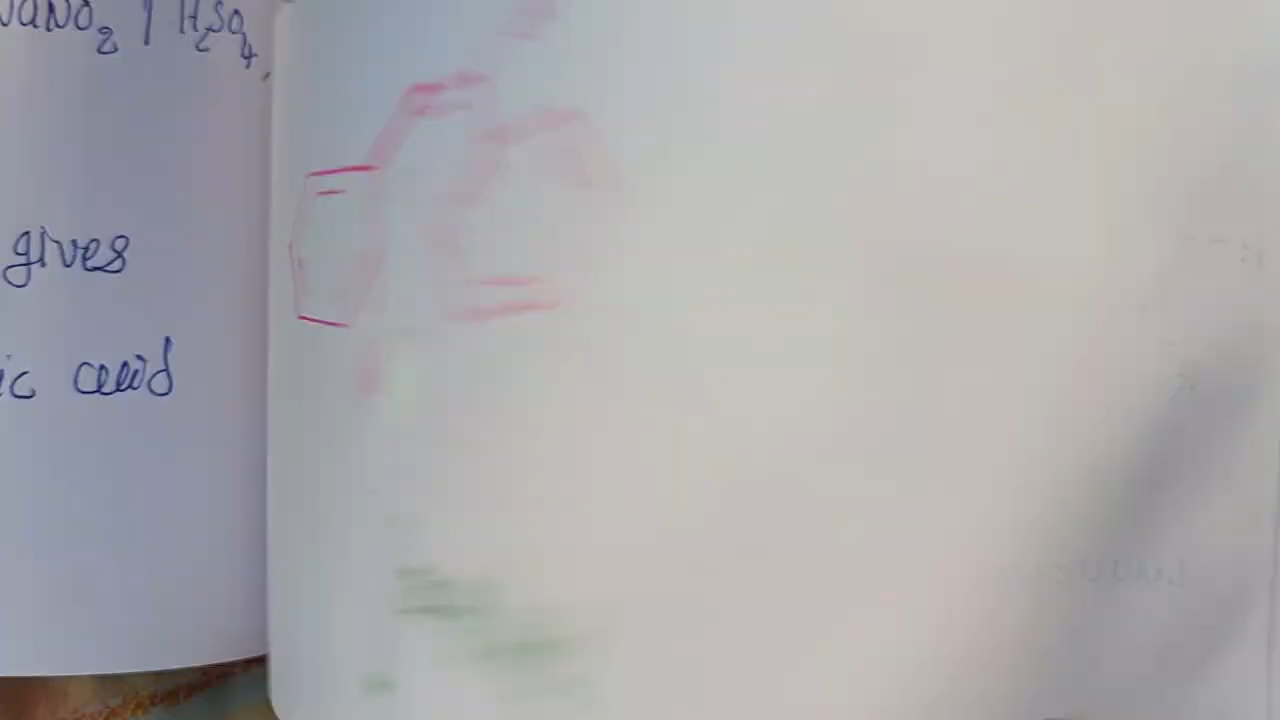 NaNO₂ / H₂SO₄,
gives
ic acid